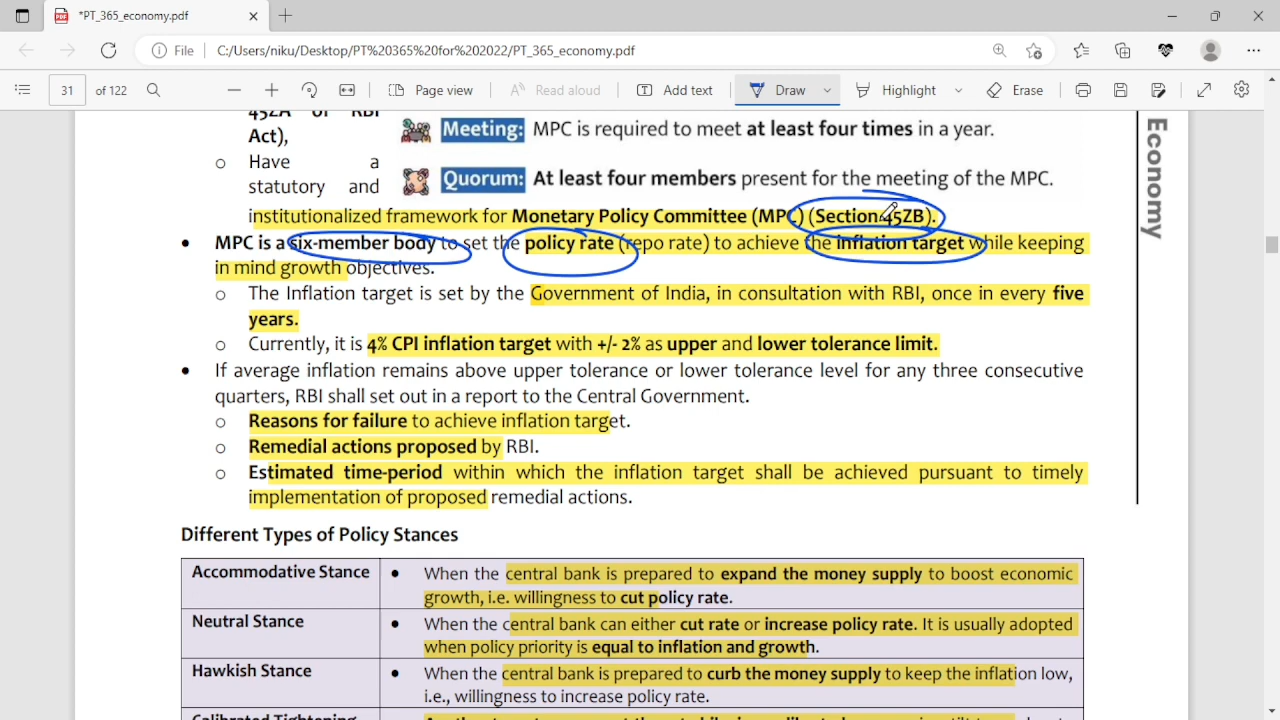 *PT_365_economy.pdf
File
C:/Users/niku/Desktop/PT%20365%20for%202022/PT_365_economy.pdf
31 of 122
Page view
Read aloud
Add text
Draw
Highlight
Erase
45ZA of RBI
Act),
o Have a
statutory and
Meeting: MPC is required to meet at least four times in a year.
Quorum: At least four members present for the meeting of the MPC.
institutionalized framework for Monetary Policy Committee (MPC) (Section 45ZB).
• MPC is a six-member body to set the policy rate (repo rate) to achieve the inflation target while keeping
in mind growth objectives.
o The Inflation target is set by the Government of India, in consultation with RBI, once in every five
years.
o Currently, it is 4% CPI inflation target with +/- 2% as upper and lower tolerance limit.
• If average inflation remains above upper tolerance or lower tolerance level for any three consecutive
quarters, RBI shall set out in a report to the Central Government.
o Reasons for failure to achieve inflation target.
o Remedial actions proposed by RBI.
o Estimated time-period within which the inflation target shall be achieved pursuant to timely
implementation of proposed remedial actions.
Economy
Different Types of Policy Stances
Accommodative Stance
• When the central bank is prepared to expand the money supply to boost economic
growth, i.e. willingness to cut policy rate.
Neutral Stance
• When the central bank can either cut rate or increase policy rate. It is usually adopted
when policy priority is equal to inflation and growth.
Hawkish Stance
• When the central bank is prepared to curb the money supply to keep the inflation low,
i.e., willingness to increase policy rate.
Calibrated Tightening